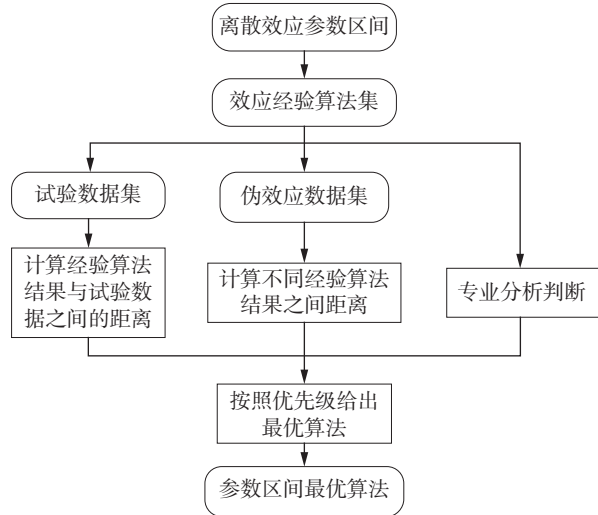 离散效应参数区间
效应经验算法集
试验数据集
伪效应数据集
计算经验算法
结果与试验数
据之间的距离
计算不同经验算法
结果之间距离
专业分析判断
按照优先级给出
最优算法
参数区间最优算法